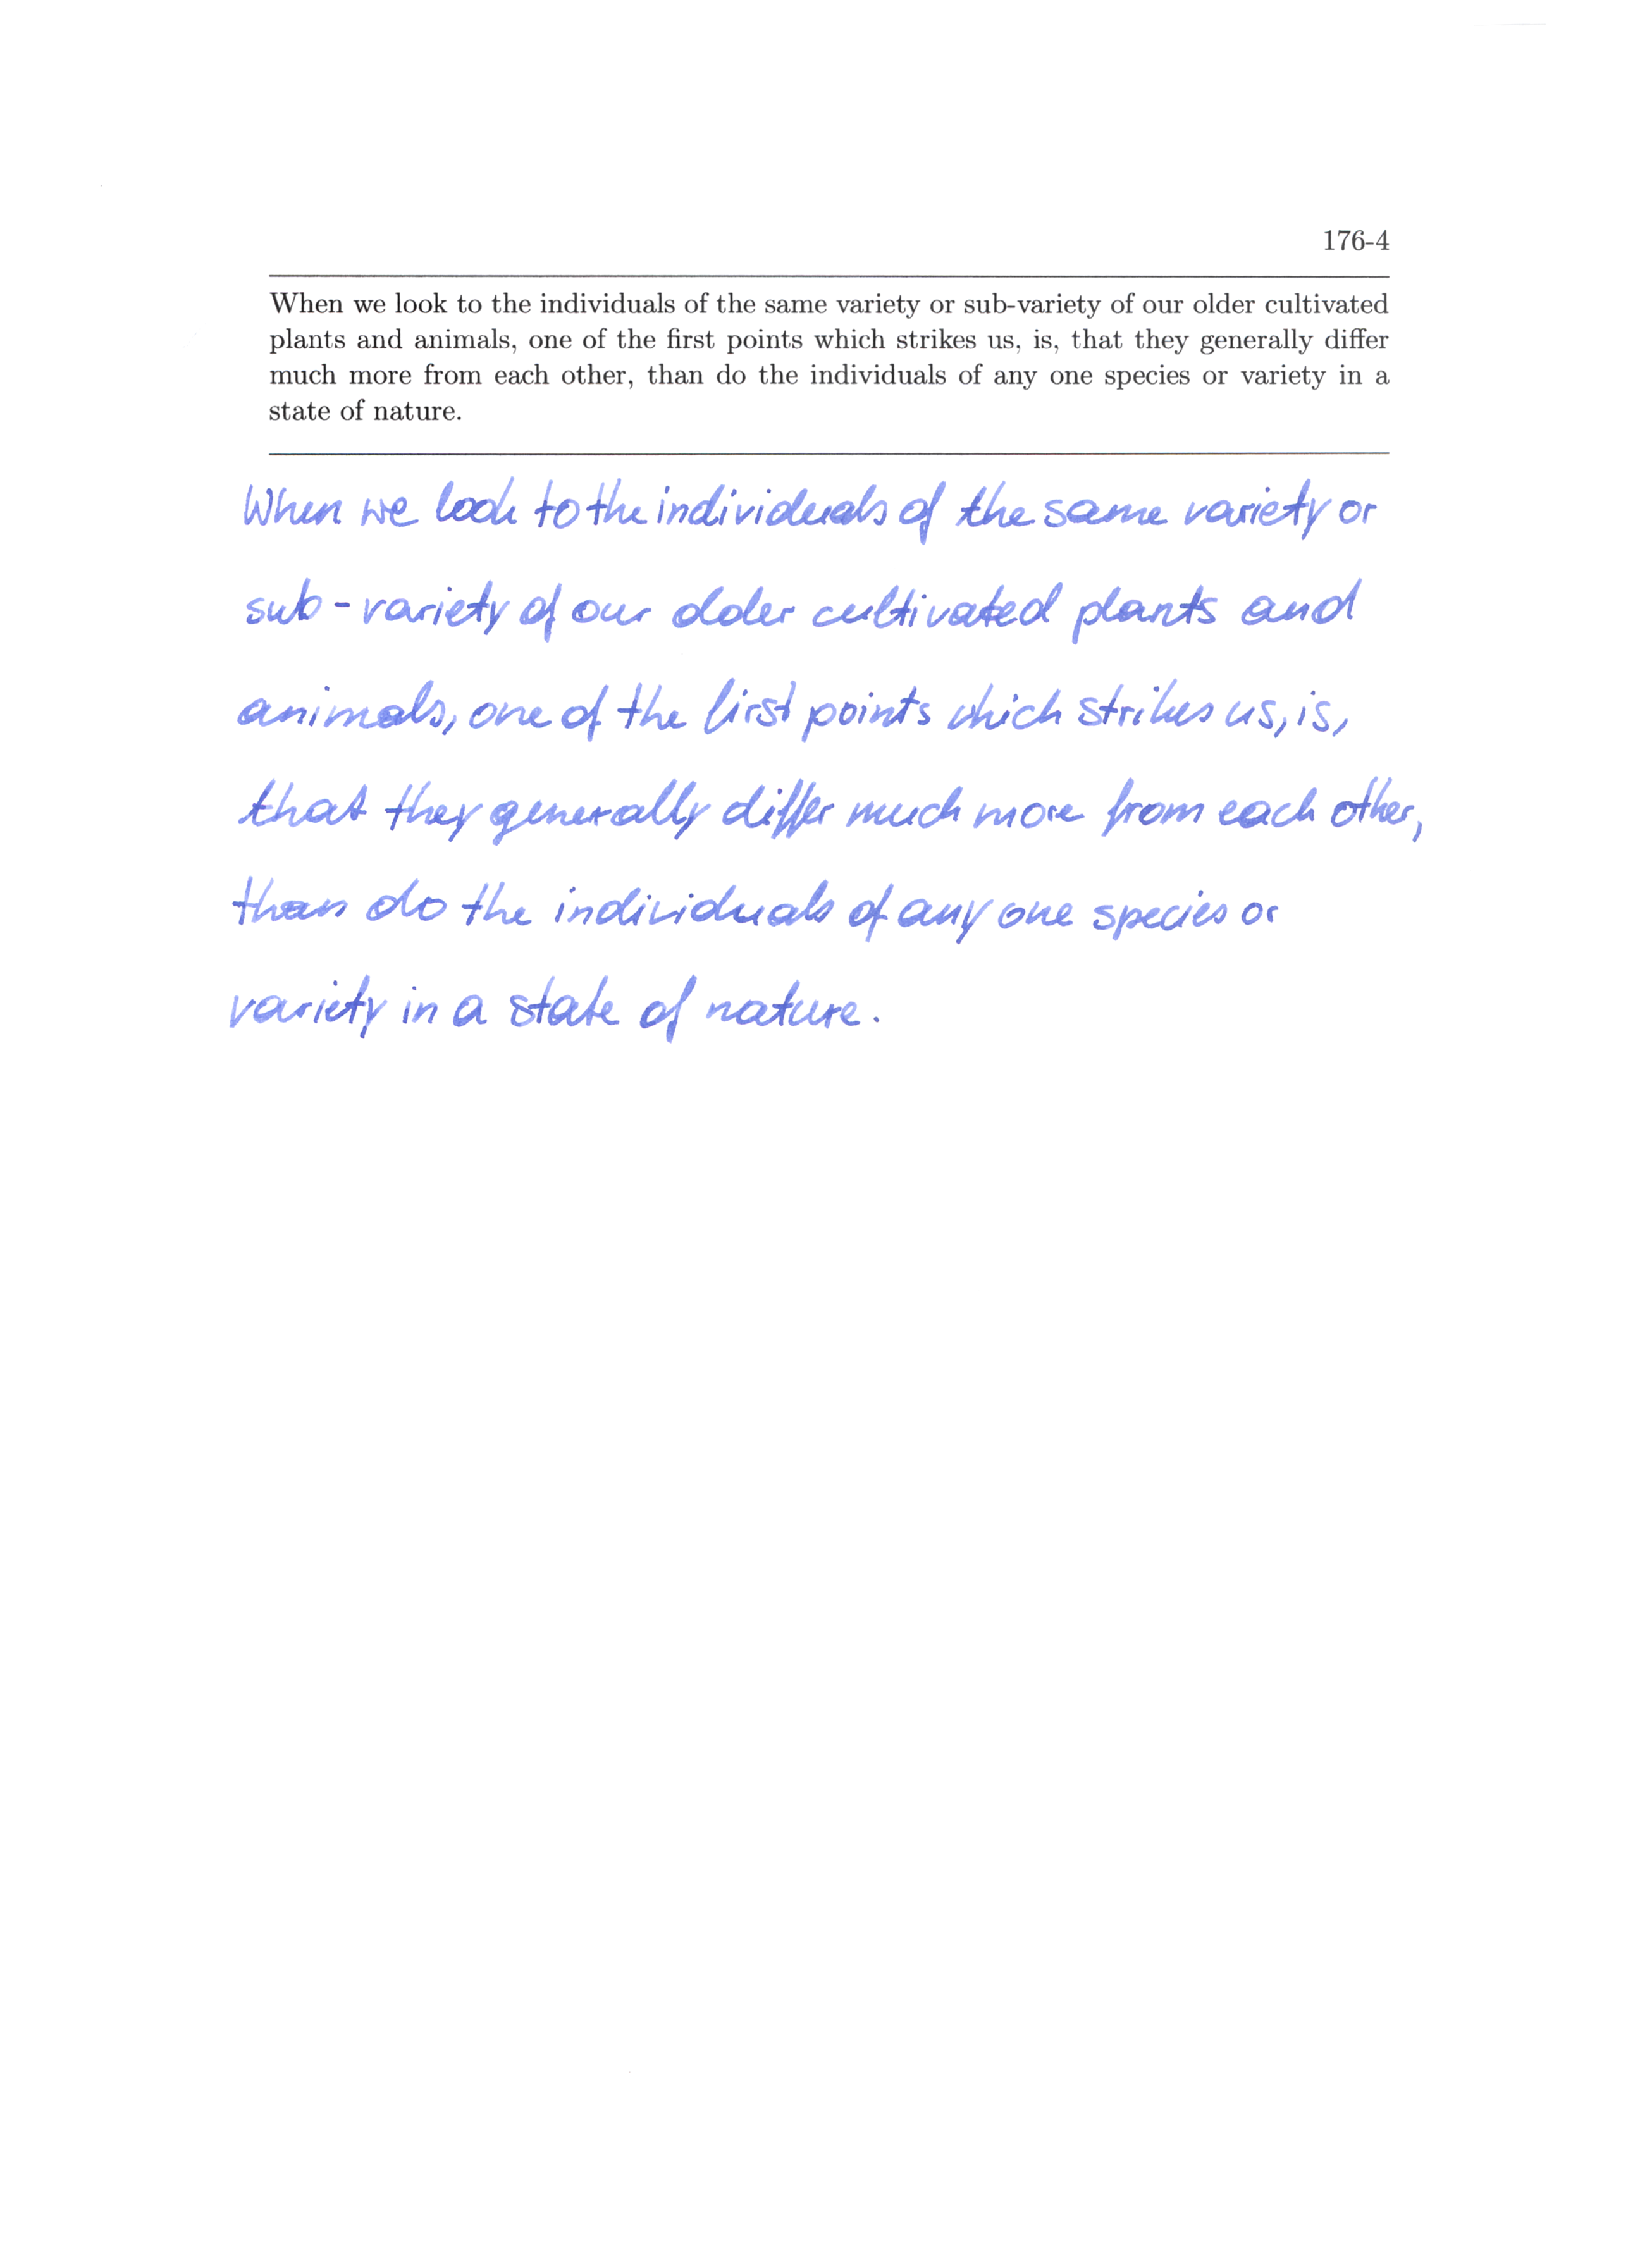 176-4
When we look to the individuals of the same variety or sub-variety of our older cultivated
plants and animals, one of the first points which strikes us, is, that they generally differ
much more from each other, than do the individuals of any one species or variety in a
state of nature.
When we look to the individuals of the same variety or
sub-variety of our older cultivated plants and
animals, one of the first points which strikes us, is,
that they generally differ much more from each other,
than do the individuals of any one species or
variety in a state of nature.